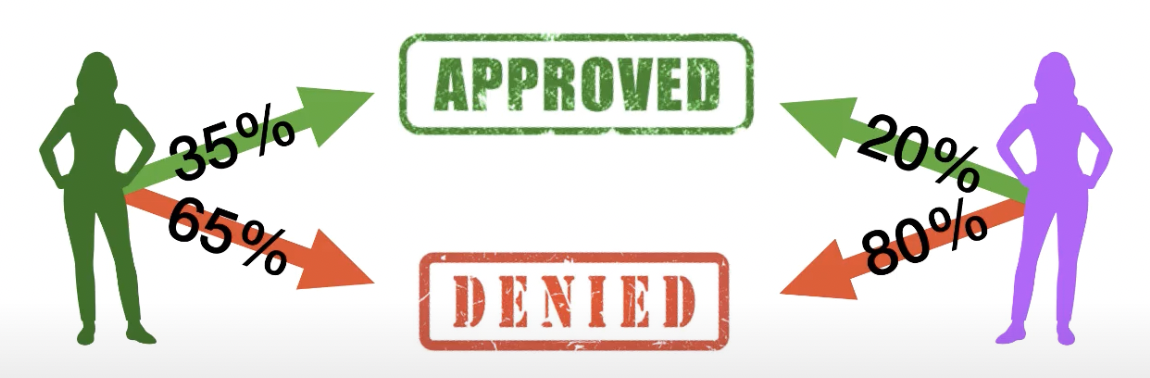 APPROVED
35%
20%
65%
80%
DENIED